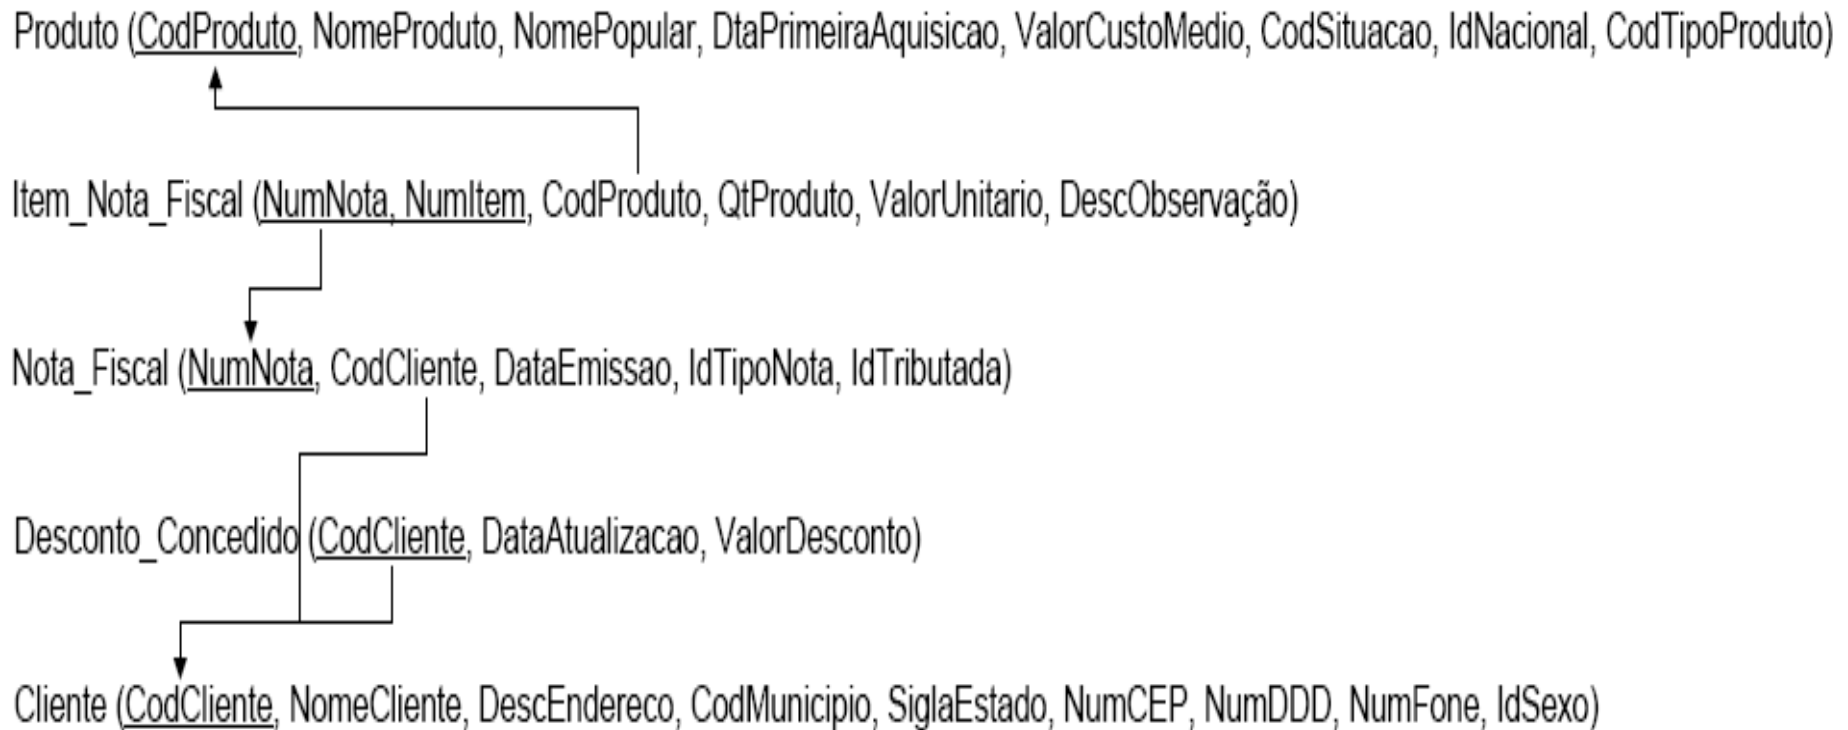 Produto (CodProduto, NomeProduto, NomePopular, DtaPrimeiraAquisicao, ValorCustoMedio, CodSituacao, IdNacional, CodTipoProduto)
Item_Nota_Fiscal (NumNota, NumItem, CodProduto, QtProduto, ValorUnitario, DescObservação)
Nota_Fiscal (NumNota, CodCliente, DataEmissao, IdTipoNota, IdTributada)
Desconto_Concedido (CodCliente, DataAtualizacao, ValorDesconto)
Cliente (CodCliente, NomeCliente, DescEndereco, CodMunicipio, SiglaEstado, NumCEP, NumDDD, NumFone, IdSexo)